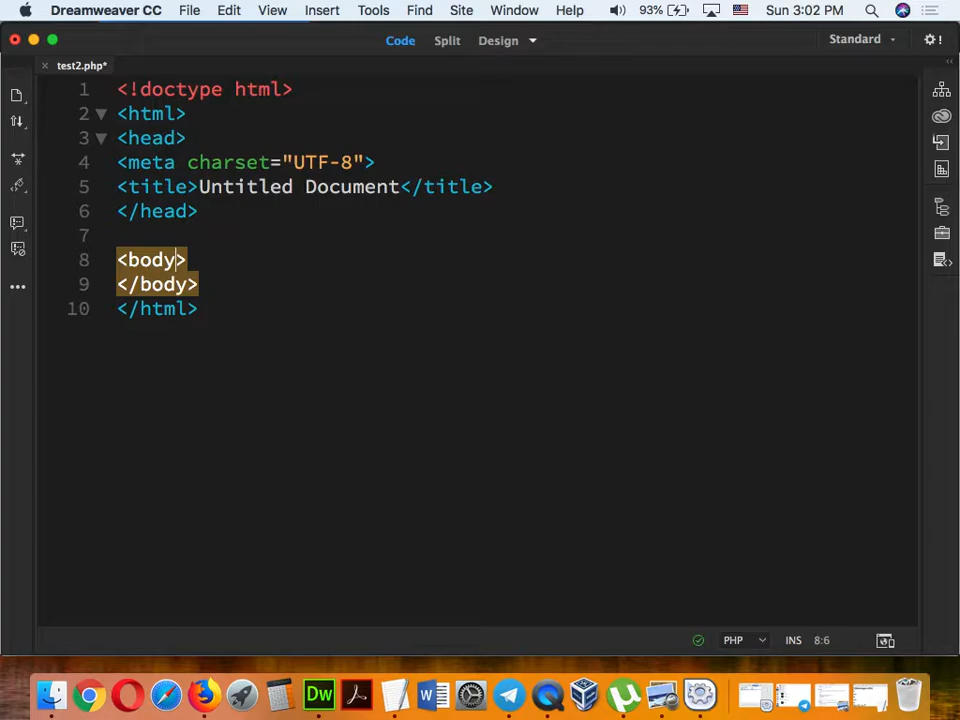 Dreamweaver CC File Edit View Insert Format Tools Find Site Window Help 93% Sun 3:02 PM
Code Split Design Standard
test2.php*
1 <!doctype html>
2 <html>
3 <head>
4 <meta charset="UTF-8">
5 <title>Untitled Document</title>
6 </head>
7
8 <body>
9 </body>
10 </html>
PHP INS 8:6
Dw W